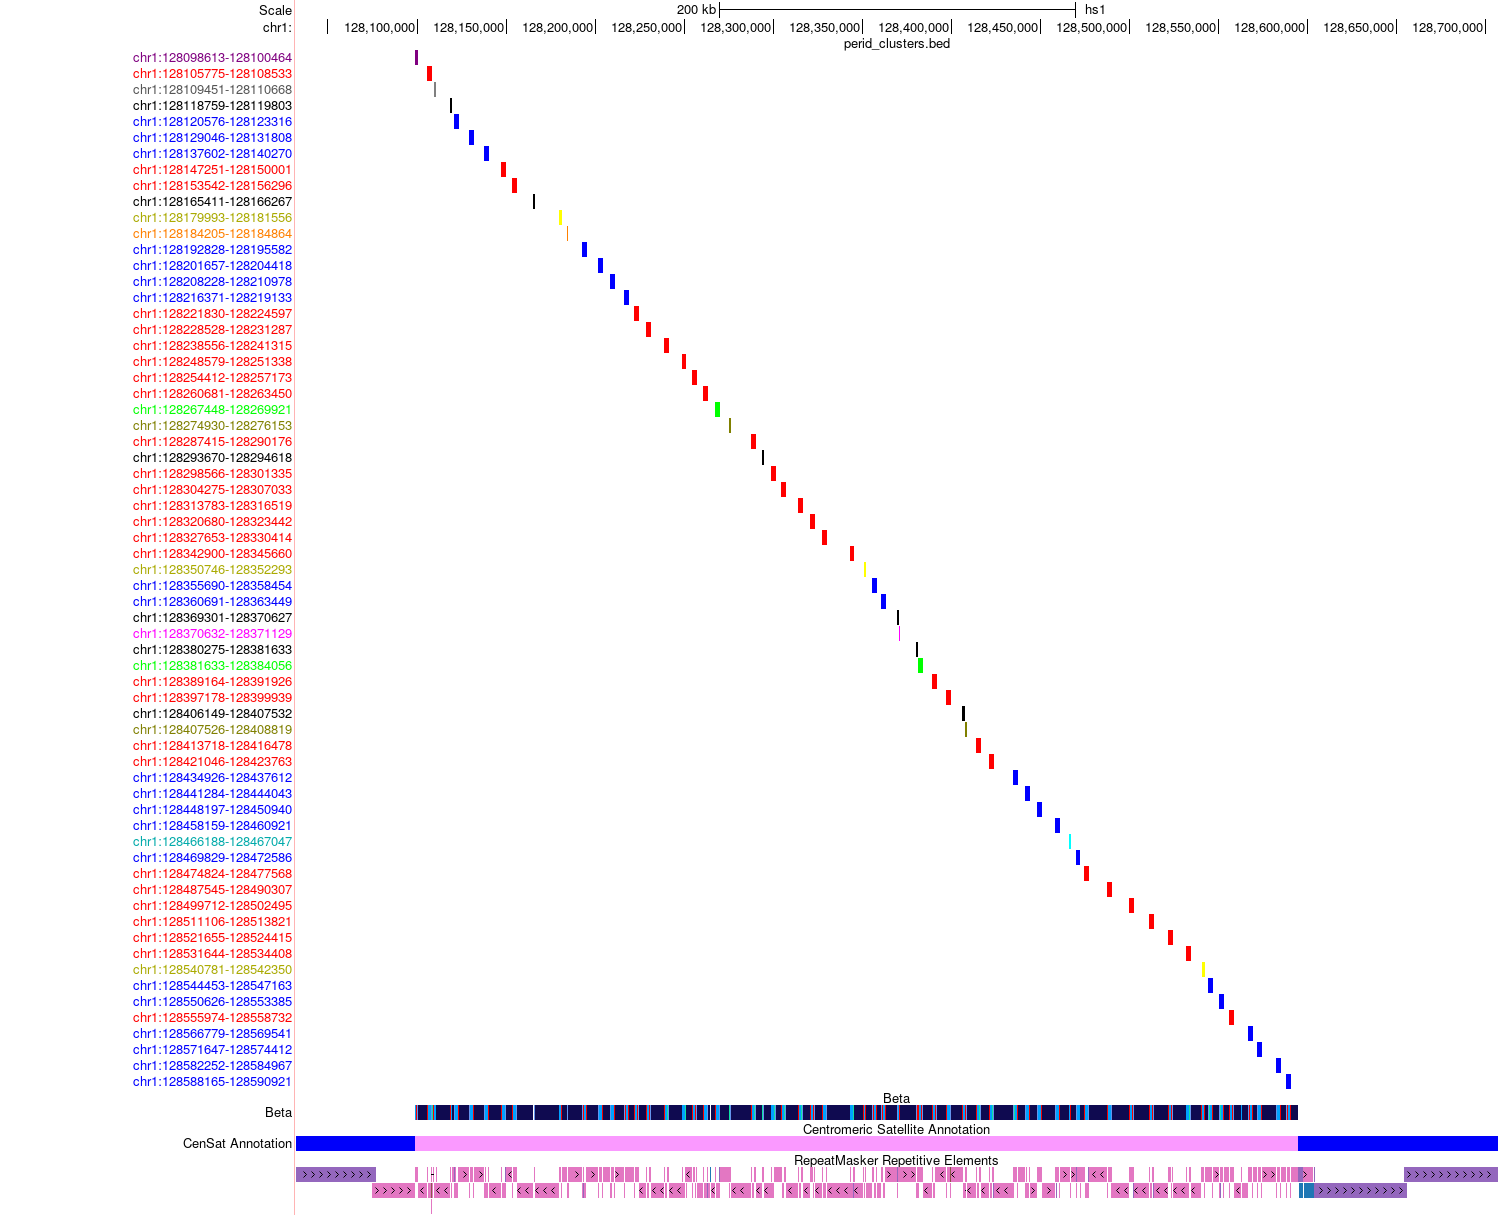 Scale 200 kb hs1
chr1: 128,100,000 128,150,000 128,200,000 128,250,000 128,300,000 128,350,000 128,400,000 128,450,000 128,500,000 128,550,000 128,600,000 128,650,000 128,700,000
perid_clusters.bed
chr1:128098613-128100464
chr1:128105775-128108533
chr1:128109451-128110668
chr1:128118759-128119803
chr1:128120576-128123316
chr1:128129046-128131808
chr1:128137602-128140270
chr1:128147251-128150001
chr1:128153542-128156296
chr1:128165411-128166267
chr1:128179993-128181556
chr1:128184205-128184864
chr1:128192828-128195582
chr1:128201657-128204418
chr1:128208228-128210978
chr1:128216371-128219133
chr1:128221830-128224597
chr1:128228528-128231287
chr1:128238556-128241315
chr1:128248579-128251338
chr1:128254412-128257173
chr1:128260681-128263450
chr1:128267448-128269921
chr1:128274930-128276153
chr1:128287415-128290176
chr1:128293670-128294618
chr1:128298566-128301335
chr1:128304275-128307033
chr1:128313783-128316519
chr1:128320680-128323442
chr1:128327653-128330414
chr1:128342900-128345660
chr1:128350746-128352293
chr1:128355690-128358454
chr1:128360691-128363449
chr1:128369301-128370627
chr1:128370632-128371129
chr1:128380275-128381633
chr1:128381633-128384056
chr1:128389164-128391926
chr1:128397178-128399939
chr1:128406149-128407532
chr1:128407526-128408819
chr1:128413718-128416478
chr1:128421046-128423763
chr1:128434926-128437612
chr1:128441284-128444043
chr1:128448197-128450940
chr1:128458159-128460921
chr1:128466188-128467047
chr1:128469829-128472586
chr1:128474824-128477568
chr1:128487545-128490307
chr1:128499712-128502495
chr1:128511106-128513821
chr1:128521655-128524415
chr1:128531644-128534408
chr1:128540781-128542350
chr1:128544453-128547163
chr1:128550626-128553385
chr1:128555974-128558732
chr1:128566779-128569541
chr1:128571647-128574412
chr1:128582252-128584967
chr1:128588165-128590921
Beta
Beta
Centromeric Satellite Annotation
CenSat Annotation
RepeatMasker Repetitive Elements